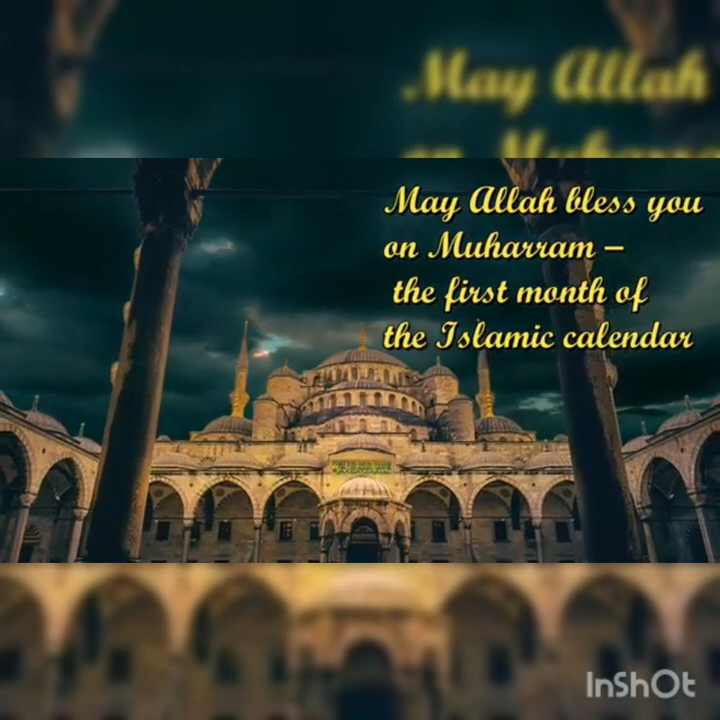 May Allah bless you
on Muharram –
the first month of
the Islamic calendar
InShOt